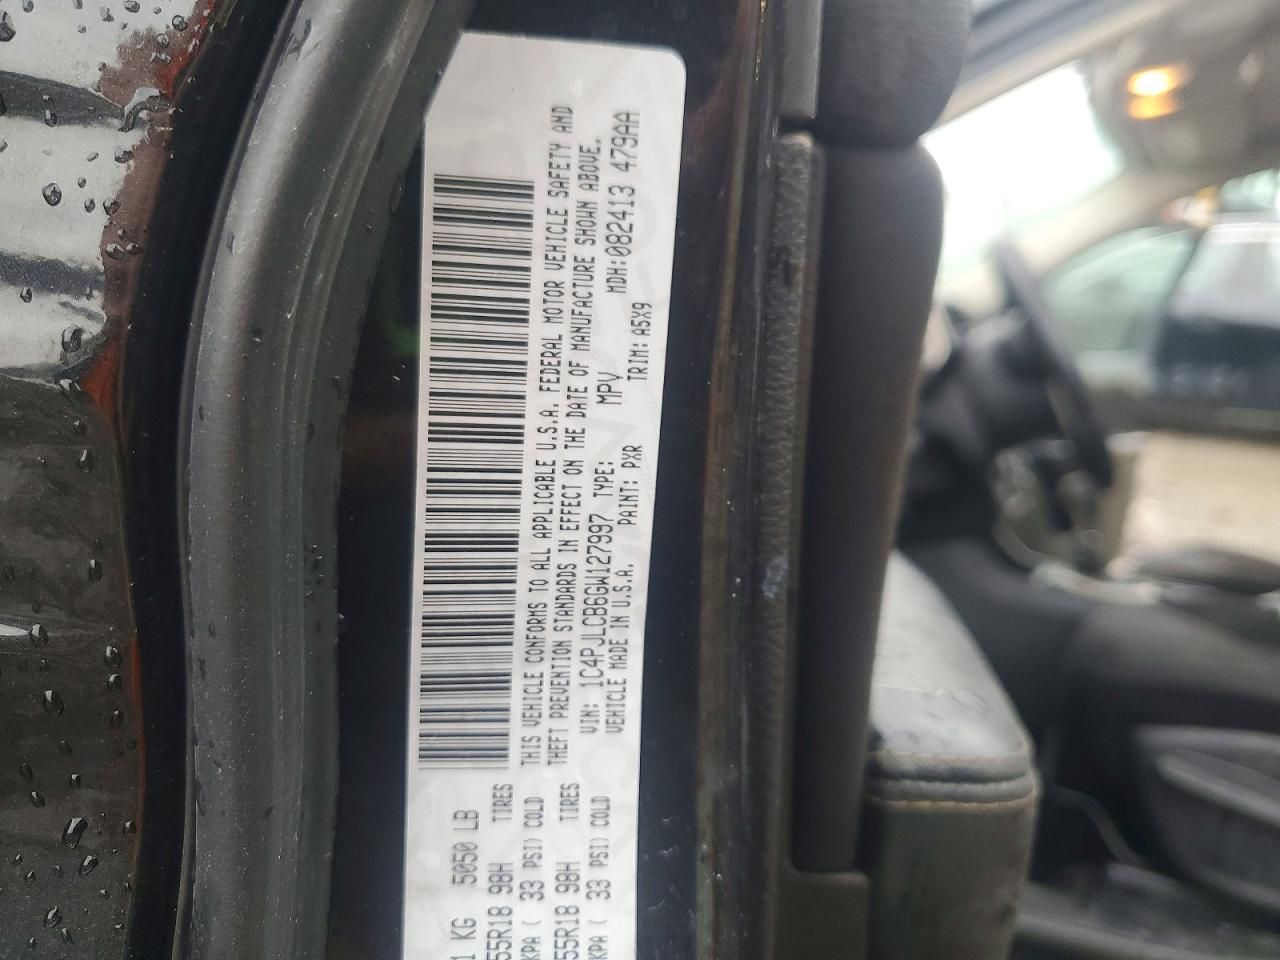 1 KG 5050 LB
55R18 98H TIRES
KPA ( 33 PSI) COLD
55R18 98H TIRES
KPA ( 33 PSI) COLD
THIS VEHICLE CONFORMS TO ALL APPLICABLE U.S.A. FEDERAL MOTOR VEHICLE SAFETY AND
THEFT PREVENTION STANDARDS IN EFFECT ON THE DATE OF MANUFACTURE SHOWN ABOVE.
VIN: 1C4PJLCB6GW127997 TYPE: MPV MDH:082413 479AA
VEHICLE MADE IN U.S.A. PAINT: PXR TRIM: A5X9